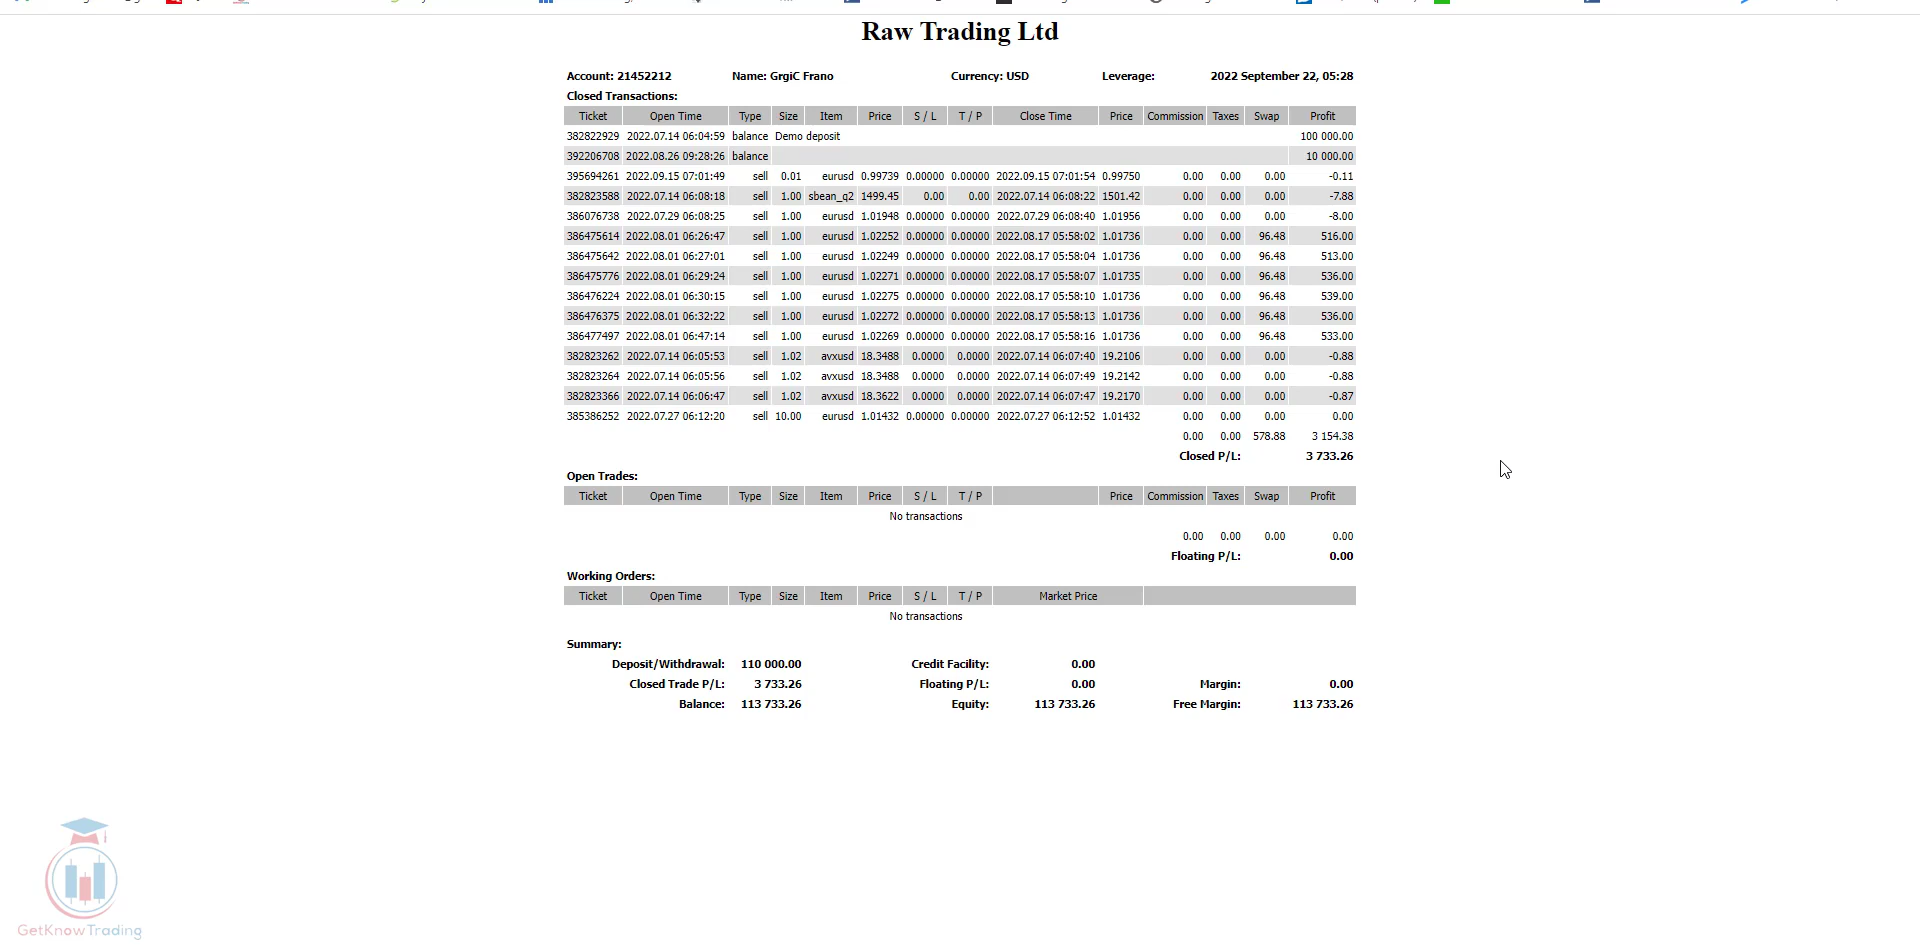 Raw Trading Ltd
Account: 21452212 Name: GrgiC Frano Currency: USD Leverage: 2022 September 22, 05:28
Closed Transactions:
Ticket Open Time Type Size Item Price S / L T / P Close Time Price Commission Taxes Swap Profit
382822929 2022.07.14 06:04:59 balance Demo deposit 100 000.00
392206708 2022.08.26 09:28:26 balance 10 000.00
395694261 2022.09.15 07:01:49 sell 0.01 eurusd 0.99739 0.00000 0.00000 2022.09.15 07:01:54 0.99750 0.00 0.00 0.00 -0.11
382823588 2022.07.14 06:08:18 sell 1.00 sbean_q2 1499.45 0.00 0.00 2022.07.14 06:08:22 1501.42 0.00 0.00 0.00 -7.88
386076738 2022.07.29 06:08:25 sell 1.00 eurusd 1.01948 0.00000 0.00000 2022.07.29 06:08:40 1.01956 0.00 0.00 0.00 -8.00
386475614 2022.08.01 06:26:47 sell 1.00 eurusd 1.02252 0.00000 0.00000 2022.08.17 05:58:02 1.01736 0.00 0.00 96.48 516.00
386475642 2022.08.01 06:27:01 sell 1.00 eurusd 1.02249 0.00000 0.00000 2022.08.17 05:58:04 1.01736 0.00 0.00 96.48 513.00
386475776 2022.08.01 06:29:24 sell 1.00 eurusd 1.02271 0.00000 0.00000 2022.08.17 05:58:07 1.01735 0.00 0.00 96.48 536.00
386476224 2022.08.01 06:30:15 sell 1.00 eurusd 1.02275 0.00000 0.00000 2022.08.17 05:58:10 1.01736 0.00 0.00 96.48 539.00
386476375 2022.08.01 06:32:22 sell 1.00 eurusd 1.02272 0.00000 0.00000 2022.08.17 05:58:13 1.01736 0.00 0.00 96.48 536.00
386477497 2022.08.01 06:47:14 sell 1.00 eurusd 1.02269 0.00000 0.00000 2022.08.17 05:58:16 1.01736 0.00 0.00 96.48 533.00
382823262 2022.07.14 06:05:53 sell 1.02 avxusd 18.3488 0.0000 0.0000 2022.07.14 06:07:40 19.2106 0.00 0.00 0.00 -0.88
382823264 2022.07.14 06:05:56 sell 1.02 avxusd 18.3488 0.0000 0.0000 2022.07.14 06:07:49 19.2142 0.00 0.00 0.00 -0.88
382823366 2022.07.14 06:06:47 sell 1.02 avxusd 18.3622 0.0000 0.0000 2022.07.14 06:07:47 19.2170 0.00 0.00 0.00 -0.87
385386252 2022.07.27 06:12:20 sell 10.00 eurusd 1.01432 0.00000 0.00000 2022.07.27 06:12:52 1.01432 0.00 0.00 0.00 0.00
0.00 0.00 578.88 3 154.38
Closed P/L: 3 733.26
Open Trades:
Ticket Open Time Type Size Item Price S / L T / P Price Commission Taxes Swap Profit
No transactions
0.00 0.00 0.00 0.00
Floating P/L: 0.00
Working Orders:
Ticket Open Time Type Size Item Price S / L T / P Market Price
No transactions
Summary:
Deposit/Withdrawal: 110 000.00 Credit Facility: 0.00
Closed Trade P/L: 3 733.26 Floating P/L: 0.00 Margin: 0.00
Balance: 113 733.26 Equity: 113 733.26 Free Margin: 113 733.26
GetKnowTrading